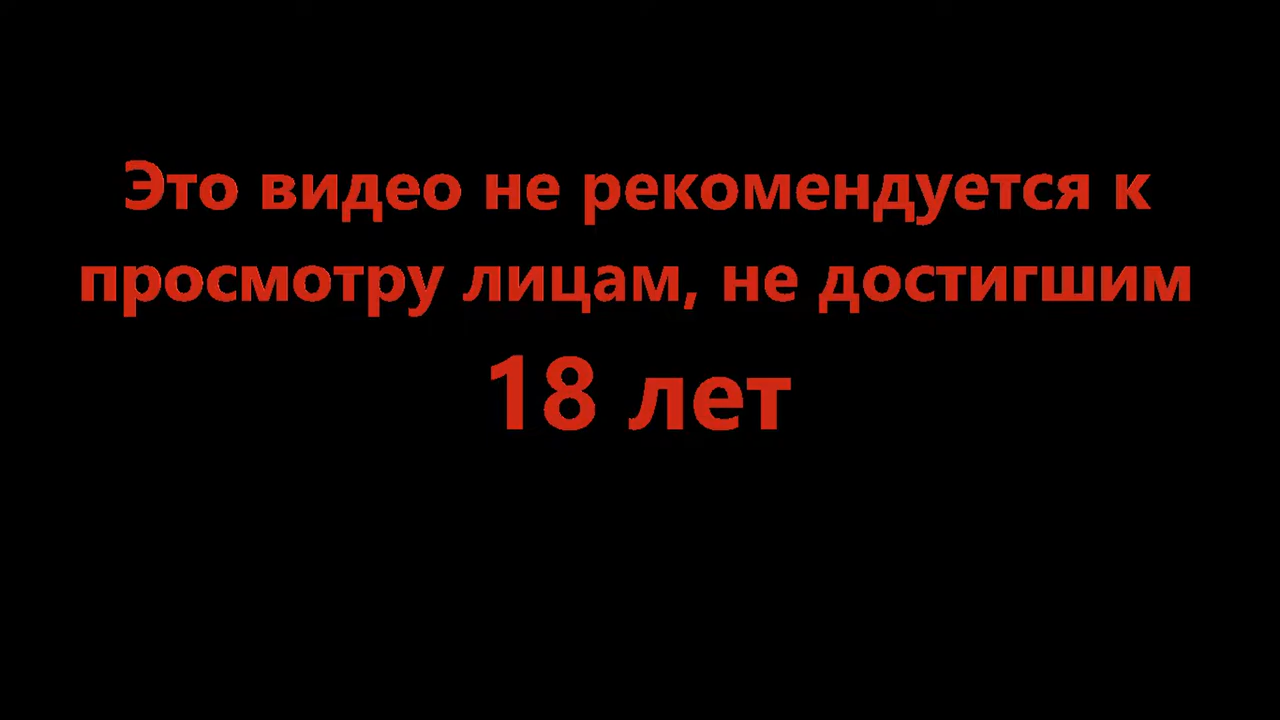 Это видео не рекомендуется к
просмотру лицам, не достигшим
18 лет